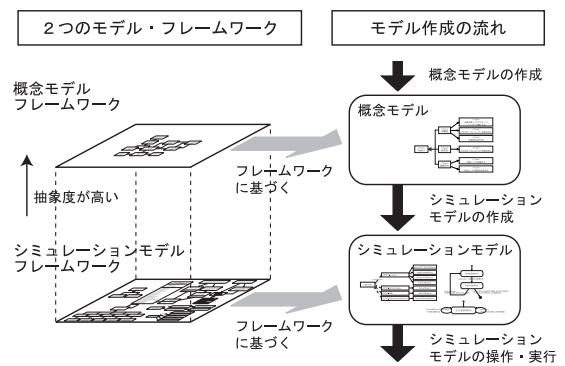 2つのモデル・フレームワーク
モデル作成の流れ
概念モデル
フレームワーク
抽象度が高い
シミュレーションモデル
フレームワーク
フレームワーク
に基づく
フレームワーク
に基づく
概念モデルの作成
概念モデル
シミュレーション
モデルの作成
シミュレーションモデル
シミュレーション
モデルの操作・実行